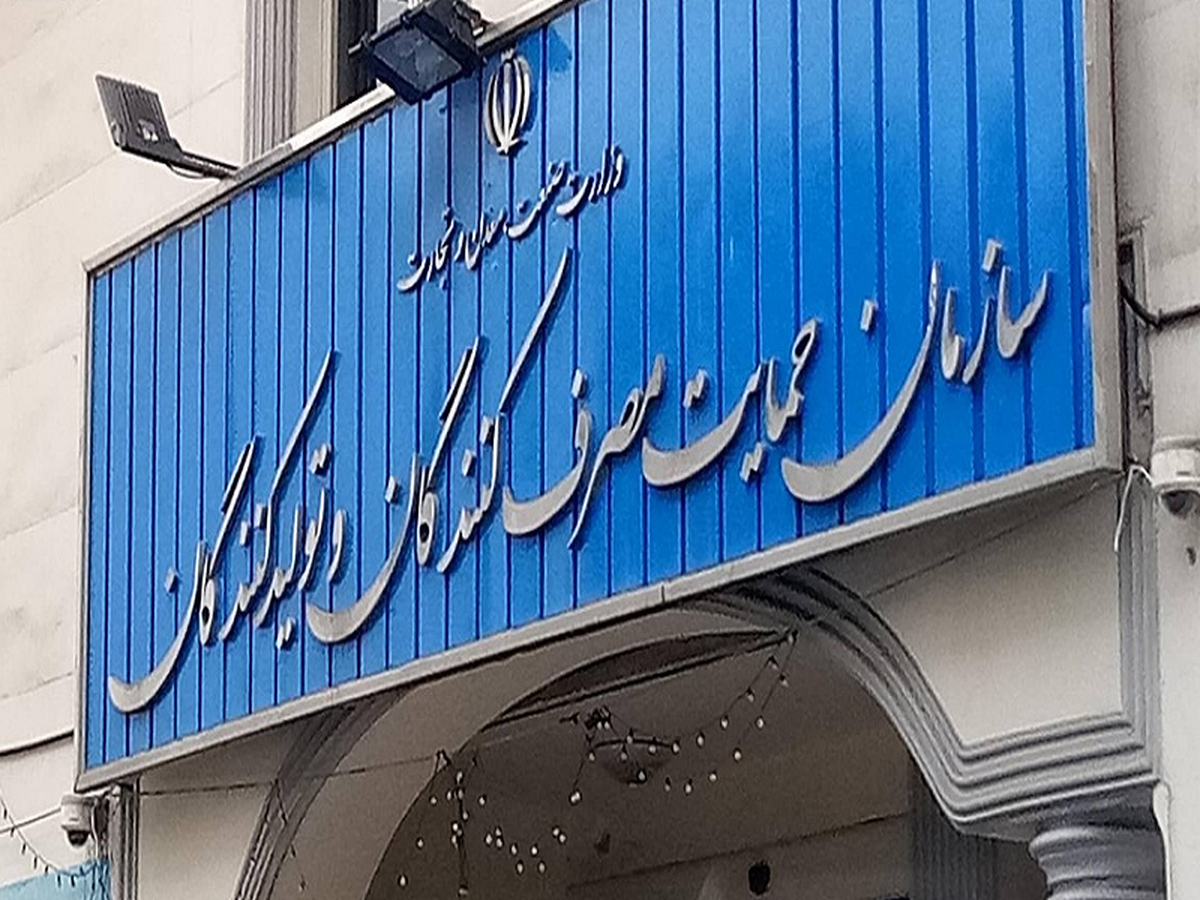 وزارت صنعت، معدن و تجارت
سازمان حمایت مصرف کنندگان و تولیدکنندگان